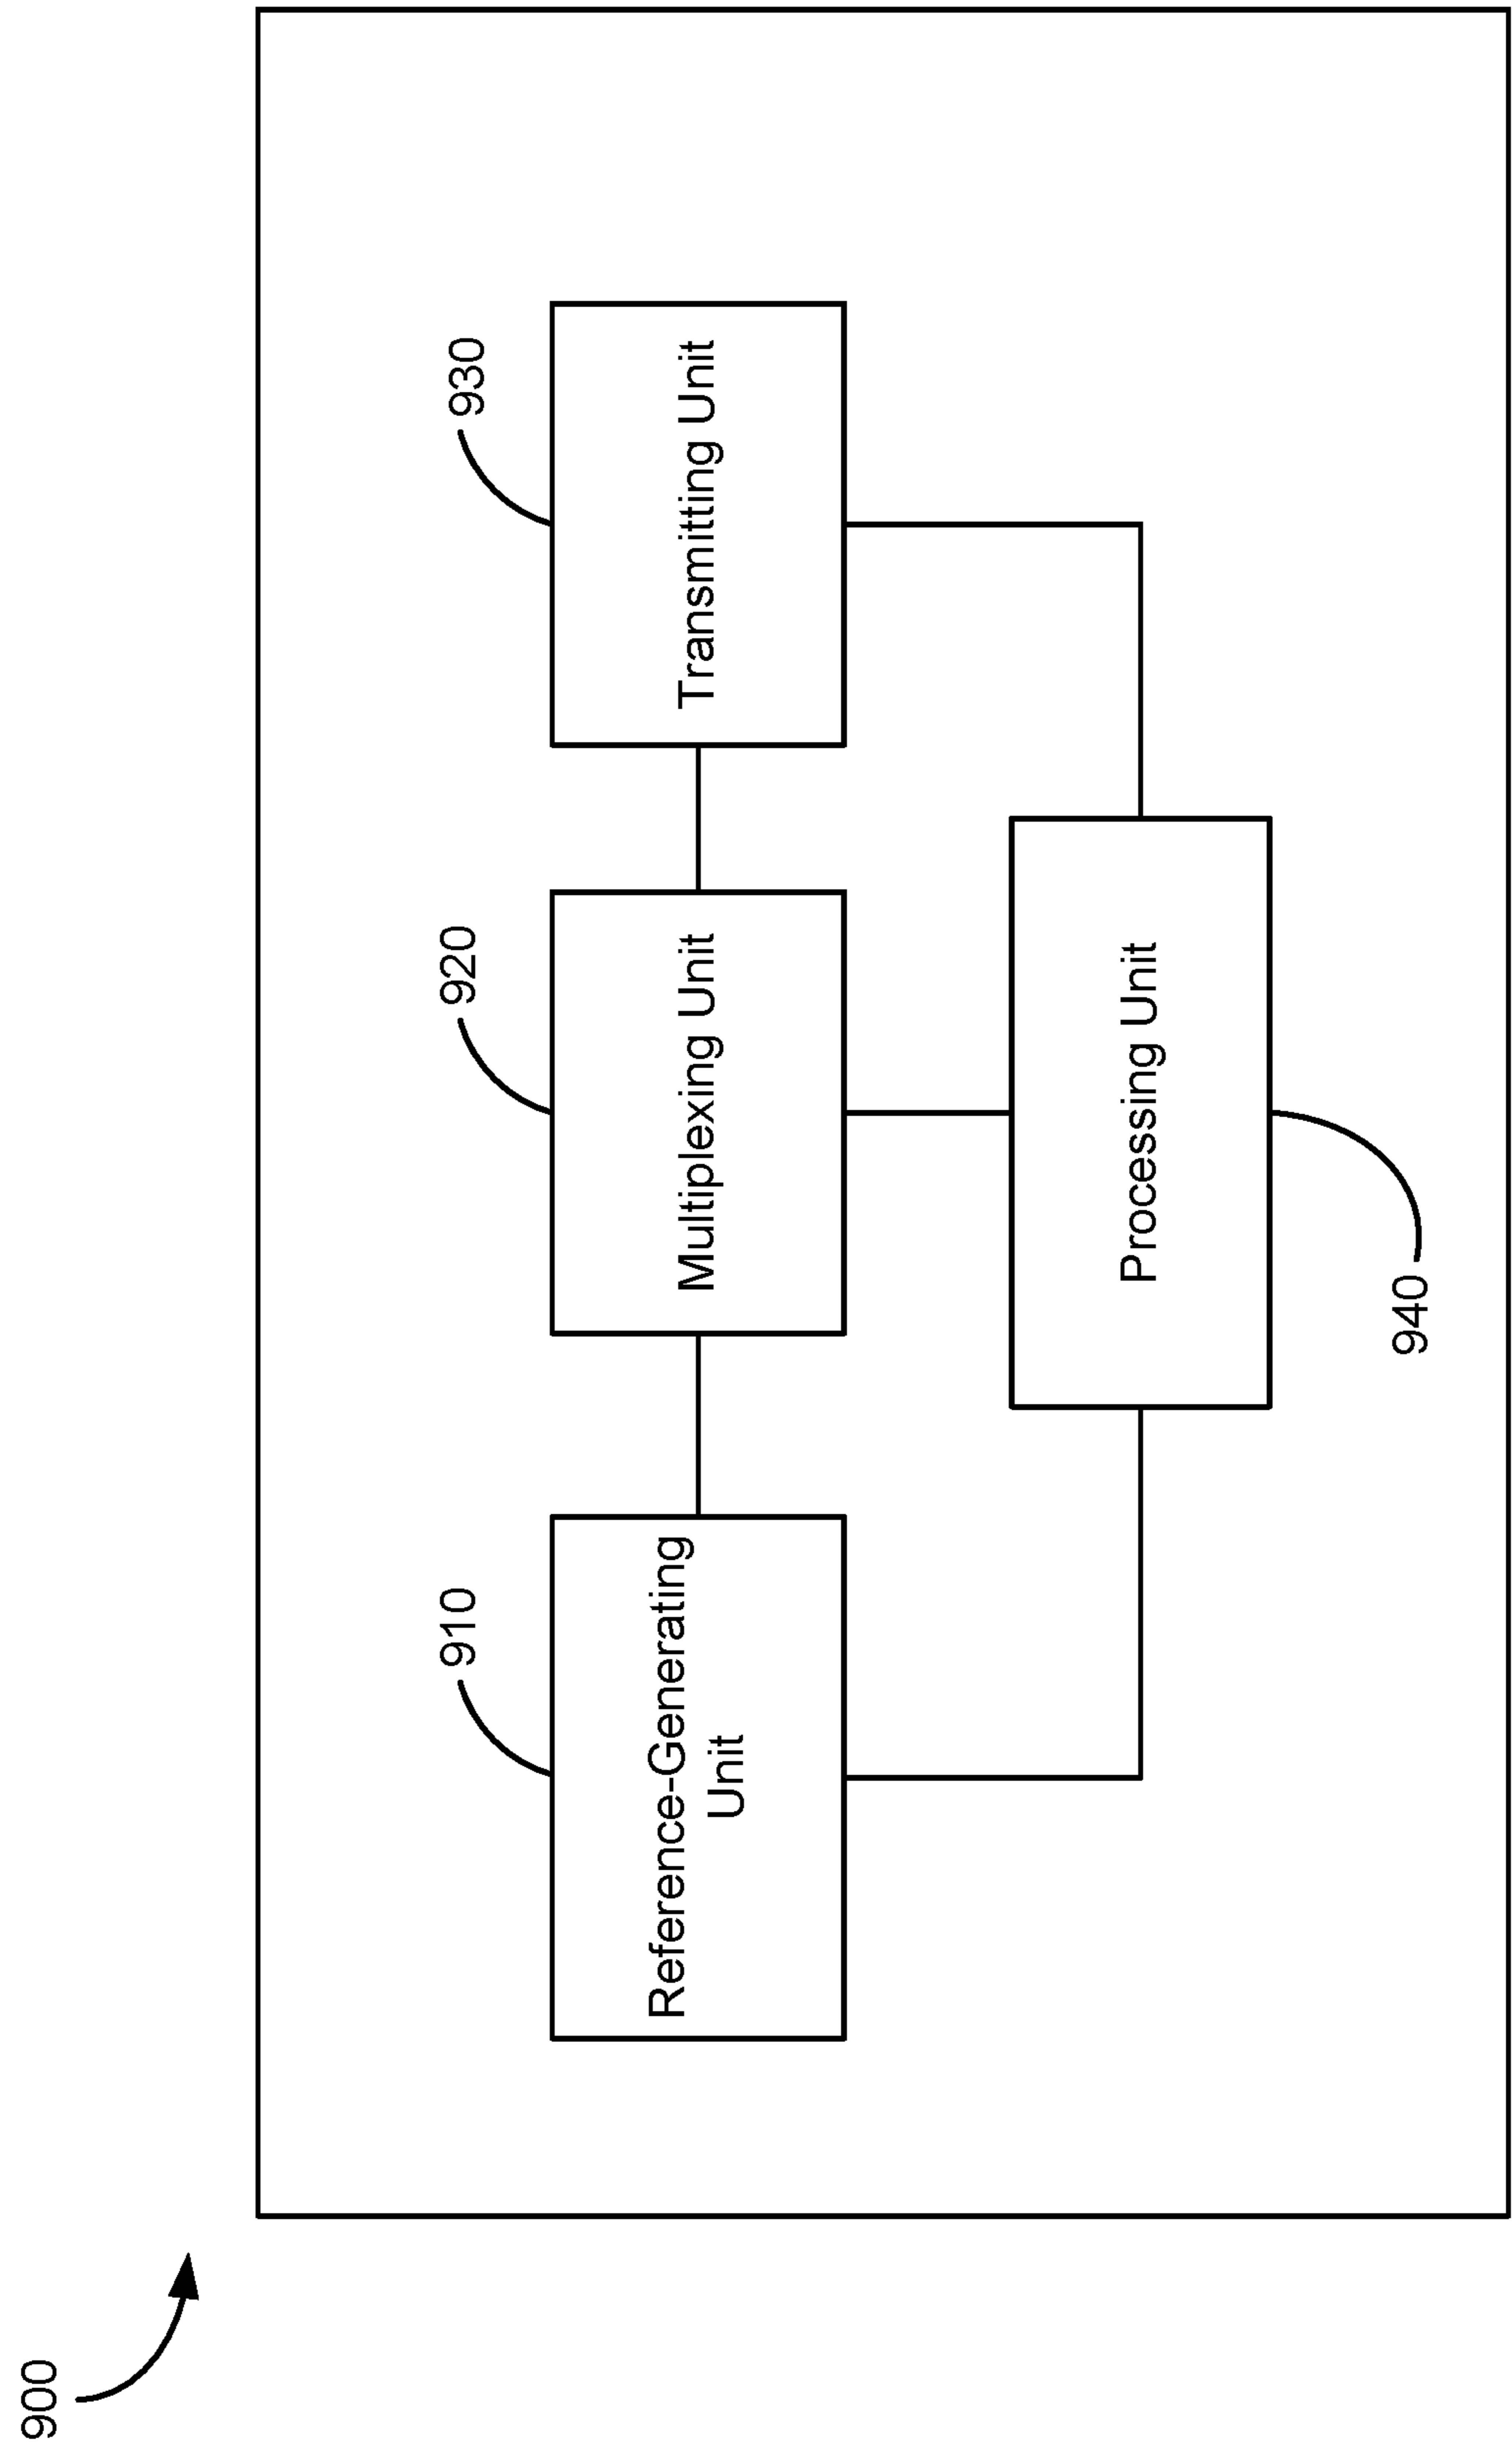 900
910
920
930
Reference-Generating
Unit
Multiplexing Unit
Transmitting Unit
Processing Unit
940